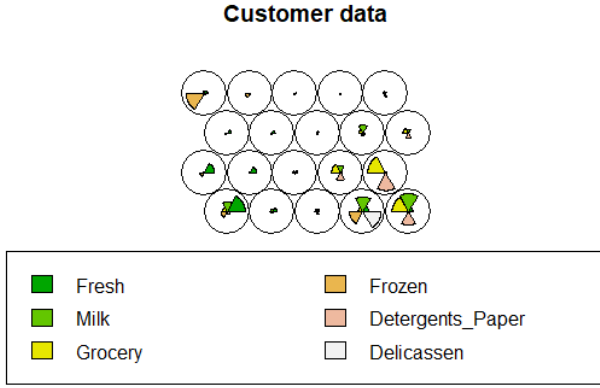 Customer data
Fresh
Frozen
Milk
Detergents_Paper
Grocery
Delicassen